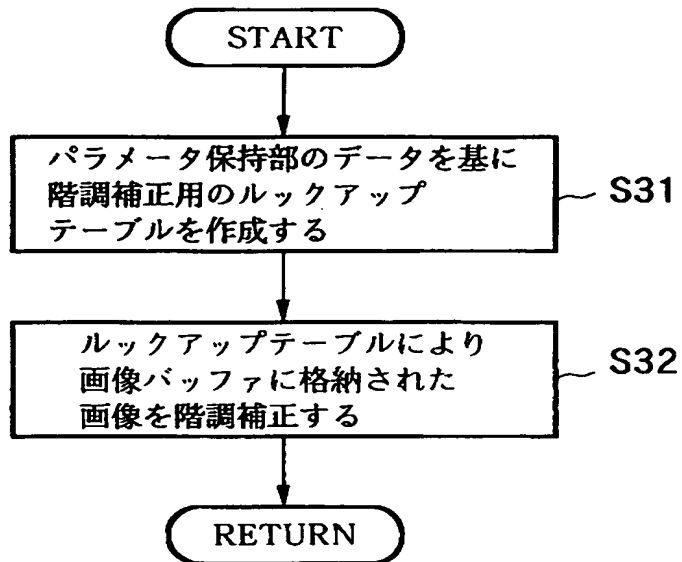 START
パラメータ保持部のデータを基に
階調補正用のルックアップ
テーブルを作成する
S31
ルックアップテーブルにより
画像バッファに格納された
画像を階調補正する
S32
RETURN